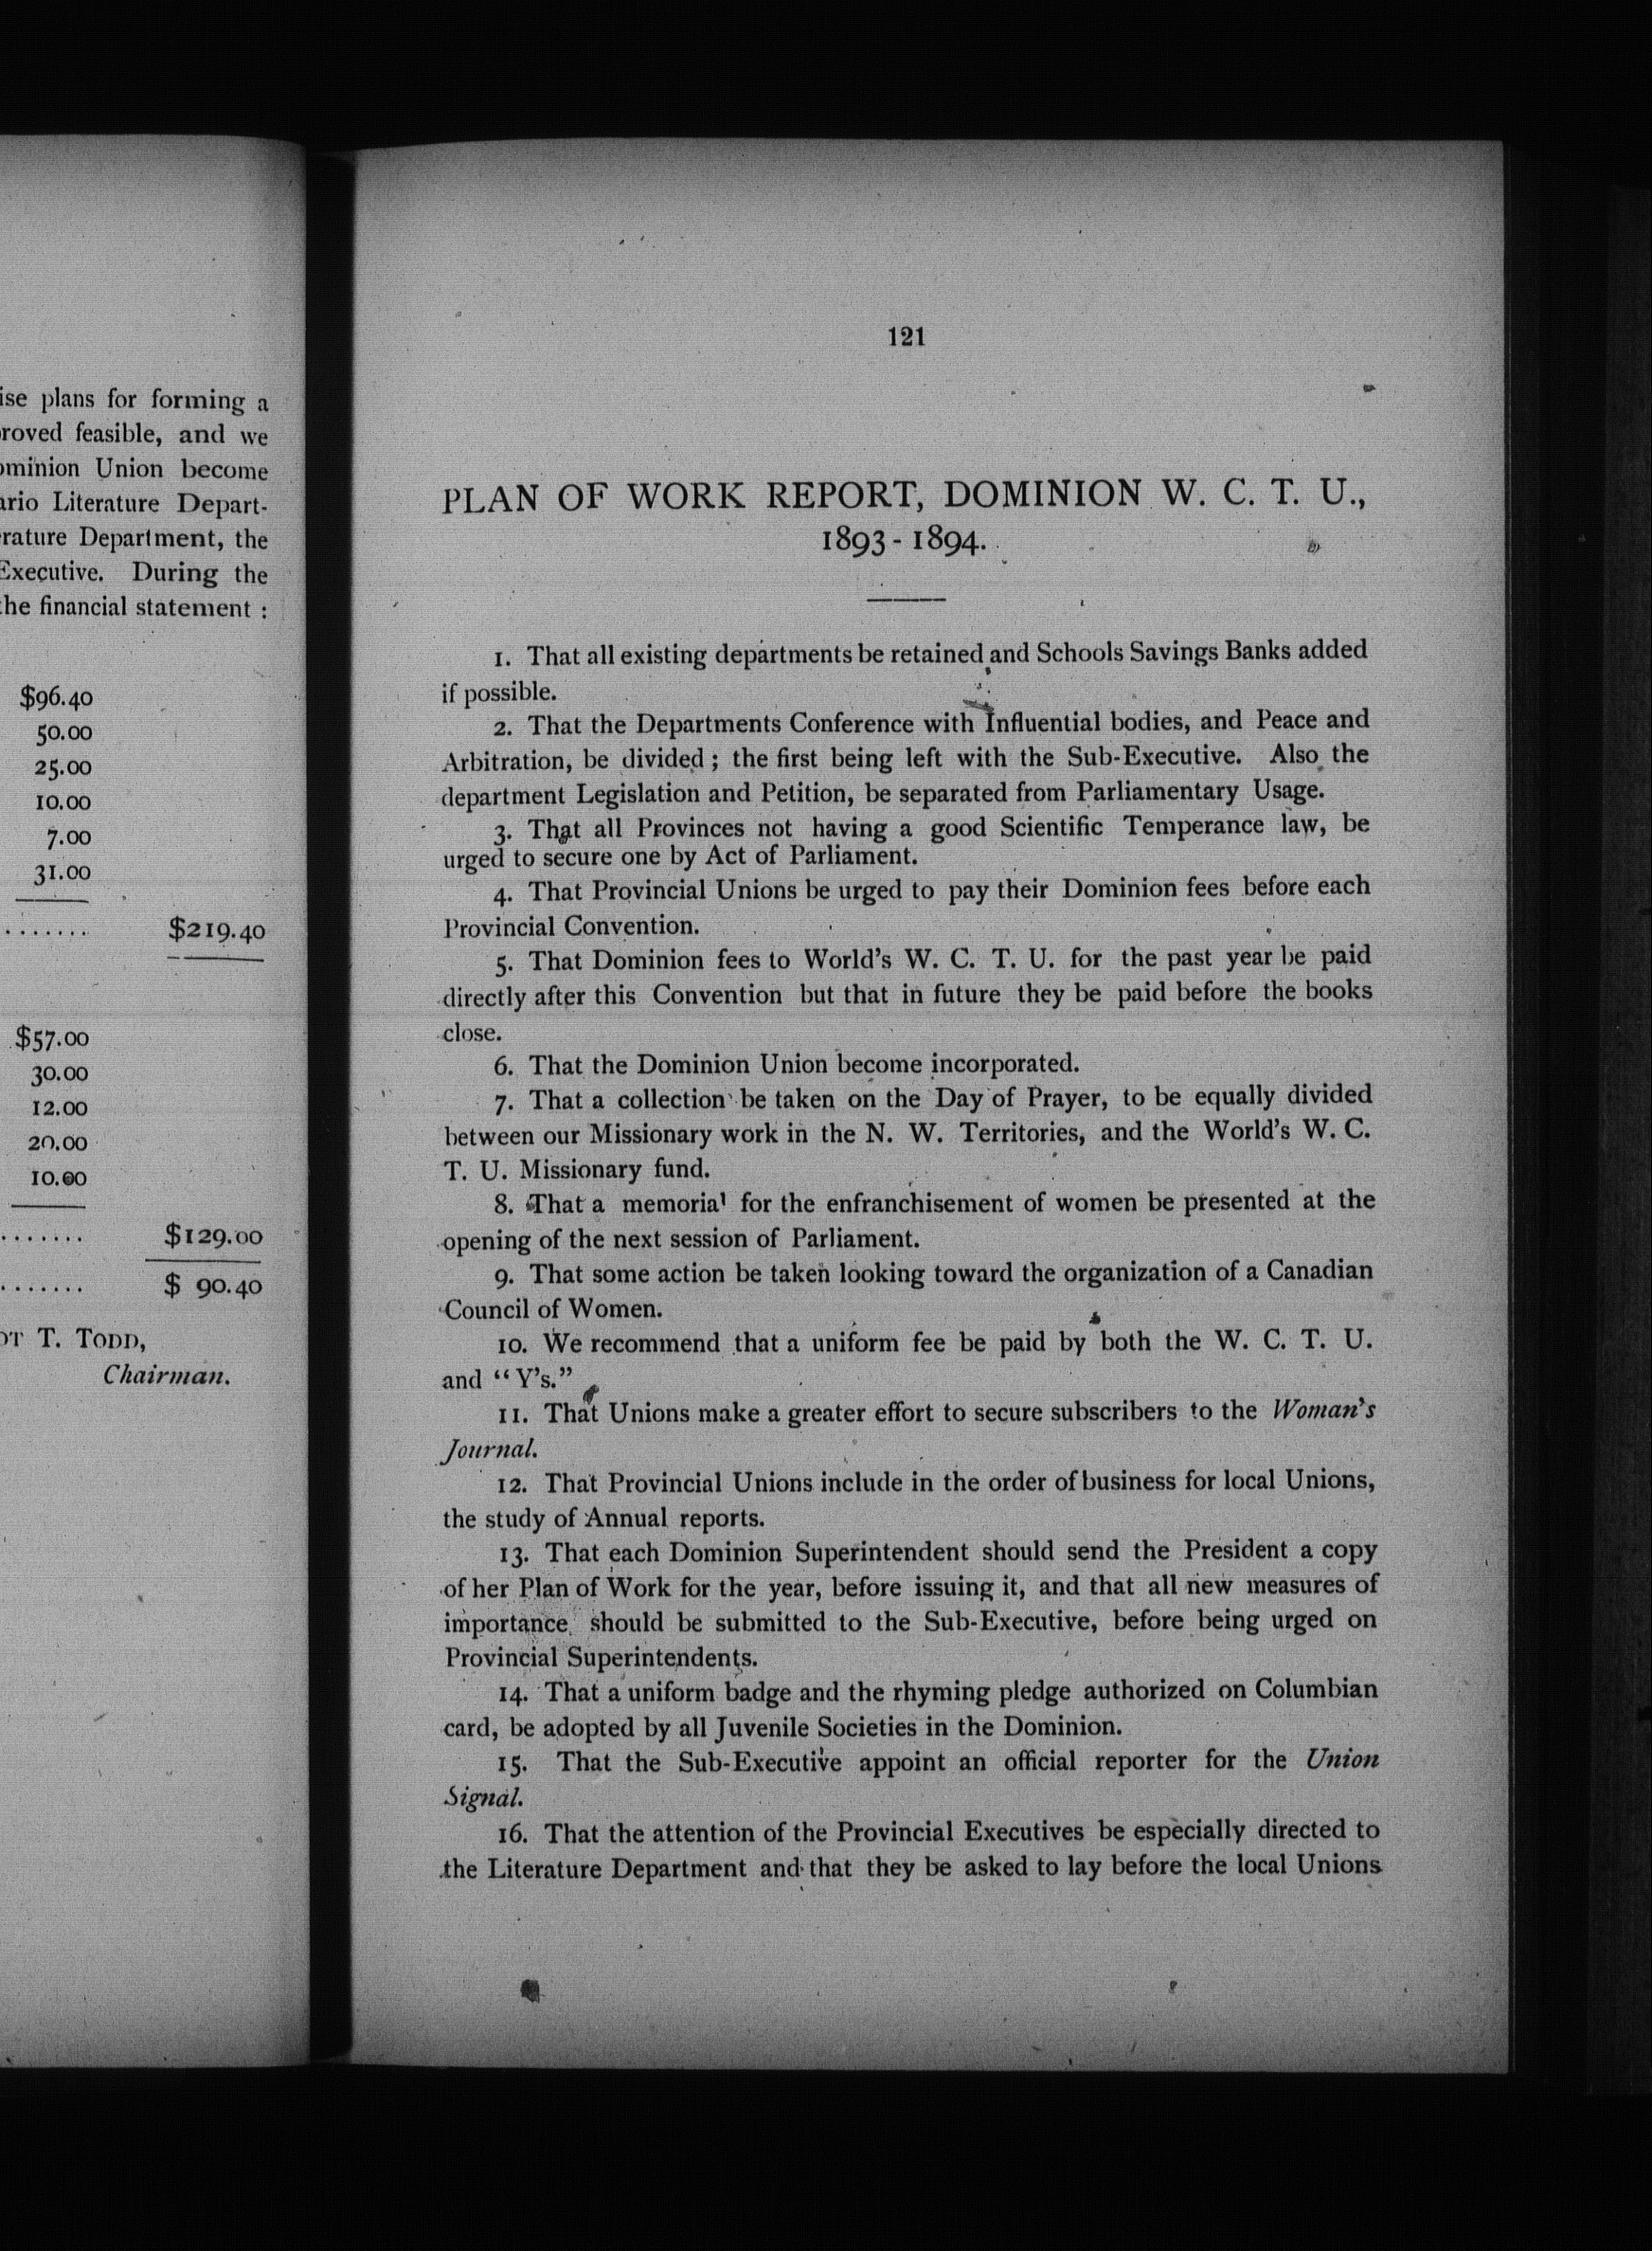 plans for forming a
feasible, and we
Union become
Literature Depart-
Department, the
Executive. During the
the financial statement :
$96.40
50.00
25.00
10.00
7.00
31.00
....... $219.40
$57.00
30.00
12.00
20.00
10.00
....... $129.00
....... $ 90.40
T. TODD,
Chairman.
121
PLAN OF WORK REPORT, DOMINION W. C. T. U.,
1893-1894.
1. That all existing departments be retained and Schools Savings Banks added
if possible.
2. That the Departments Conference with Influential bodies, and Peace and
Arbitration, be divided ; the first being left with the Sub-Executive. Also the
department Legislation and Petition, be separated from Parliamentary Usage.
3. That all Provinces not having a good Scientific Temperance law, be
urged to secure one by Act of Parliament.
4. That Provincial Unions be urged to pay their Dominion fees before each
Provincial Convention.
5. That Dominion fees to World's W. C. T. U. for the past year be paid
directly after this Convention but that in future they be paid before the books
close.
6. That the Dominion Union become incorporated.
7. That a collection be taken on the Day of Prayer, to be equally divided
between our Missionary work in the N. W. Territories, and the World's W. C.
T. U. Missionary fund.
8. That a memorial for the enfranchisement of women be presented at the
opening of the next session of Parliament.
9. That some action be taken looking toward the organization of a Canadian
Council of Women.
10. We recommend that a uniform fee be paid by both the W. C. T. U.
and "Y's."
11. That Unions make a greater effort to secure subscribers to the Woman's
Journal.
12. That Provincial Unions include in the order of business for local Unions,
the study of Annual reports.
13. That each Dominion Superintendent should send the President a copy
of her Plan of Work for the year, before issuing it, and that all new measures of
importance should be submitted to the Sub-Executive, before being urged on
Provincial Superintendents.
14. That a uniform badge and the rhyming pledge authorized on Columbian
card, be adopted by all Juvenile Societies in the Dominion.
15. That the Sub-Executive appoint an official reporter for the Union
Signal.
16. That the attention of the Provincial Executives be especially directed to
the Literature Department and that they be asked to lay before the local Unions